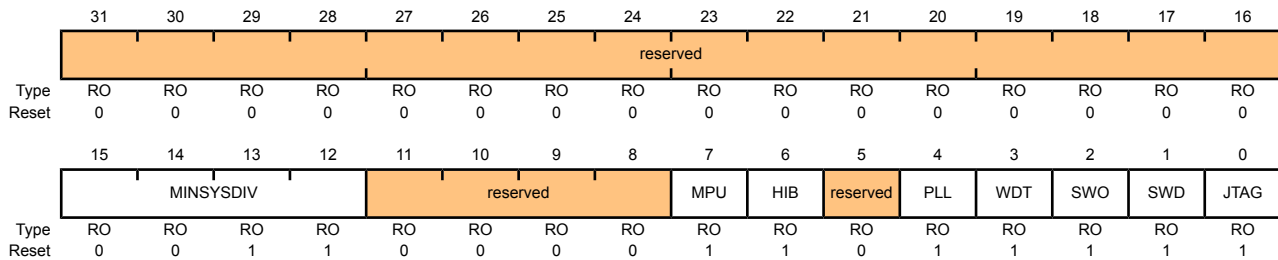 31 30 29 28 27 26 25 24 23 22 21 20 19 18 17 16
reserved
Type RO RO RO RO RO RO RO RO RO RO RO RO RO RO RO RO
Reset 0 0 0 0 0 0 0 0 0 0 0 0 0 0 0 0
15 14 13 12 11 10 9 8 7 6 5 4 3 2 1 0
MINSYSDIV reserved MPU HIB reserved PLL WDT SWO SWD JTAG
Type RO RO RO RO RO RO RO RO RO RO RO RO RO RO RO RO
Reset 0 0 1 1 0 0 0 0 1 1 0 1 1 1 1 1